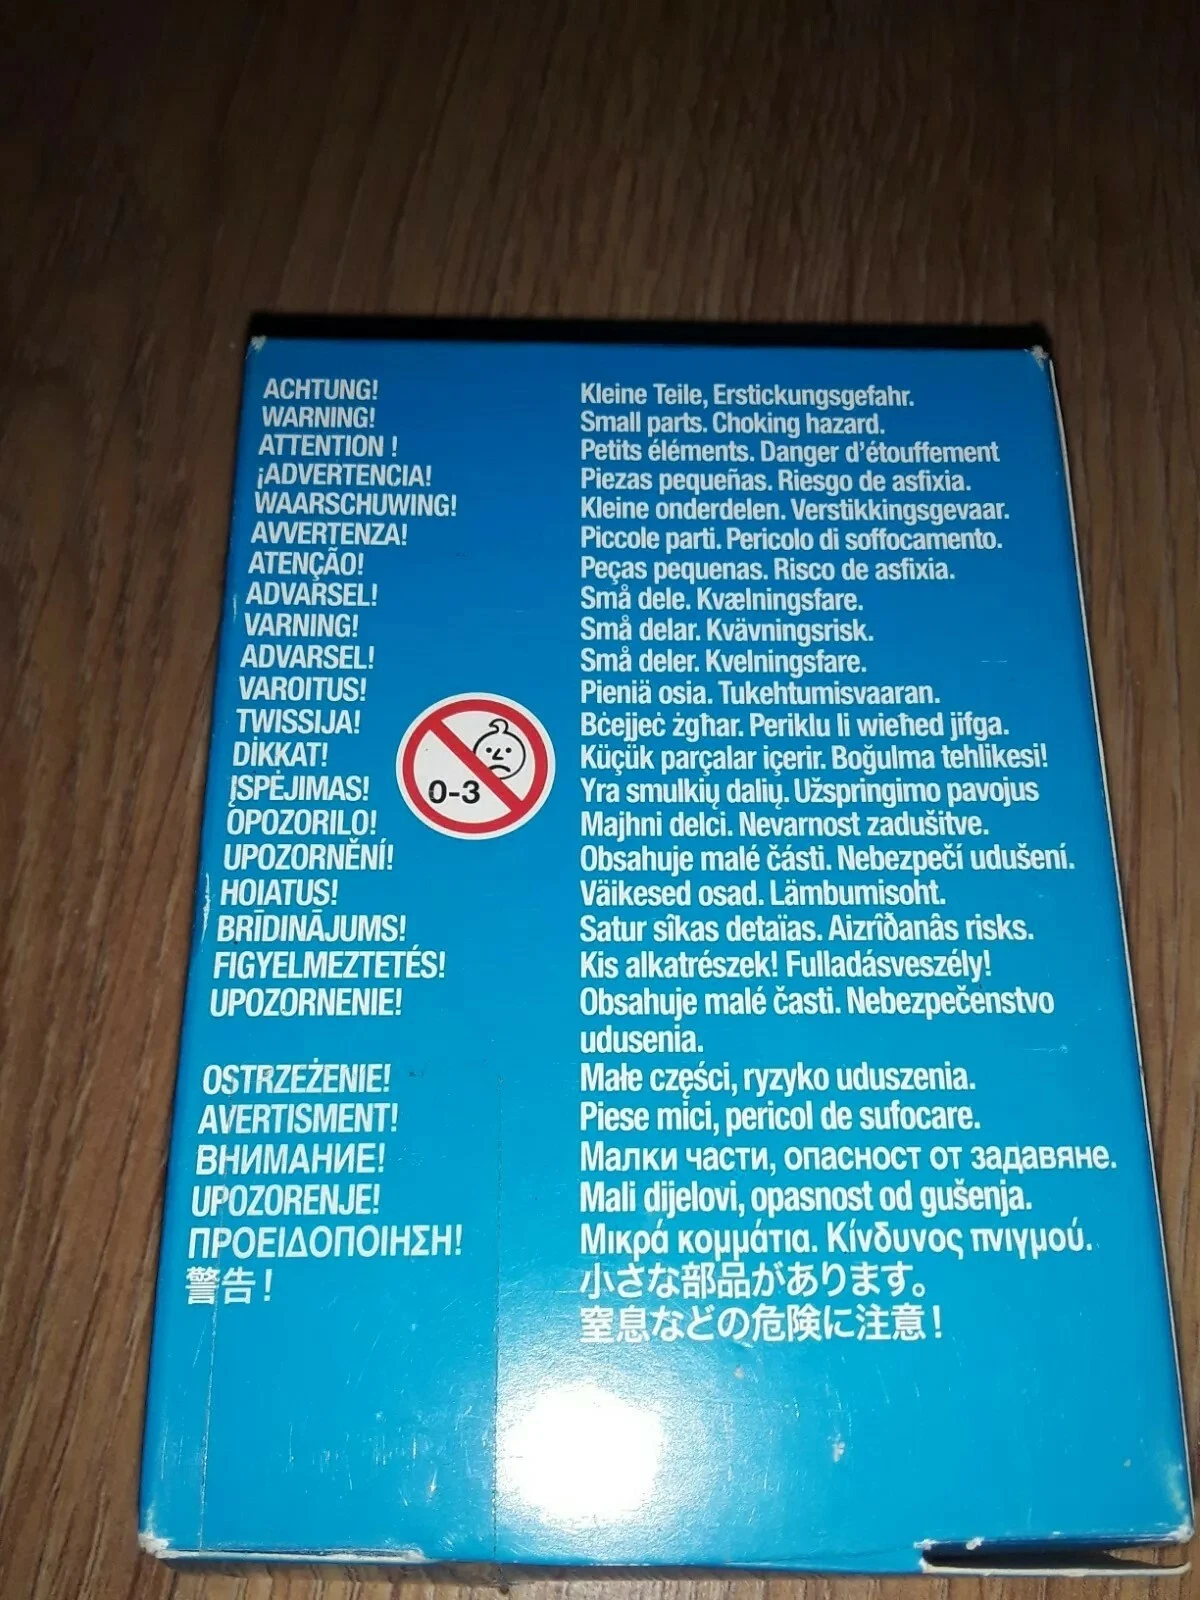 ACHTUNG! Kleine Teile, Erstickungsgefahr.
WARNING! Small parts. Choking hazard.
ATTENTION ! Petits éléments. Danger d'étouffement
¡ADVERTENCIA! Piezas pequeñas. Riesgo de asfixia.
WAARSCHUWING! Kleine onderdelen. Verstikkingsgevaar.
AVVERTENZA! Piccole parti. Pericolo di soffocamento.
ATENÇÃO! Peças pequenas. Risco de asfixia.
ADVARSEL! Små dele. Kvælningsfare.
VARNING! Små delar. Kvävningsrisk.
ADVARSEL! Små deler. Kvelningsfare.
VAROITUS! Pieniä osia. Tukehtumisvaaran.
TWISSIJA! Bċejjeċ żgħar. Periklu li wieħed jifga.
DİKKAT! Küçük parçalar içerir. Boğulma tehlikesi!
ĮSPĖJIMAS! Yra smulkių dalių. Užspringimo pavojus
0-3
OPOZORILO! Majhni delci. Nevarnost zadušitve.
UPOZORNĚNÍ! Obsahuje malé části. Nebezpečí udušení.
HOIATUS! Väikesed osad. Lämbumisoht.
BRĪDINĀJUMS! Satur sîkas detaïas. Aizrîðanâs risks.
FIGYELMEZTETÉS! Kis alkatrészek! Fulladásveszély!
UPOZORNENIE! Obsahuje malé časti. Nebezpečenstvo
udusenia.
OSTRZEŻENIE! Małe części, ryzyko uduszenia.
AVERTISMENT! Piese mici, pericol de sufocare.
ВНИМАНИЕ! Малки части, опасност от задавяне.
UPOZORENJE! Mali dijelovi, opasnost od gušenja.
ΠΡΟΕΙΔΟΠΟΙΗΣΗ! Μικρά κομμάτια. Κίνδυνος πνιγμού.
警告! 小さな部品があります。
窒息などの危険に注意!